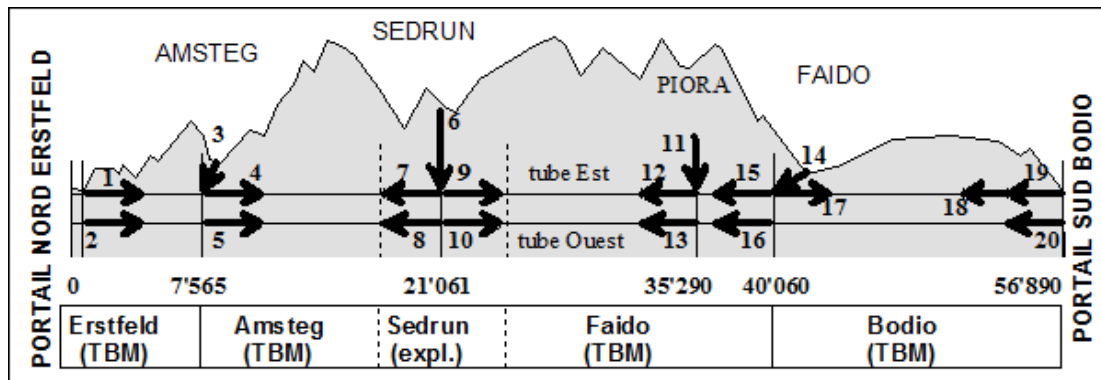 PORTAIL NORD ERSTFELD
AMSTEG
SEDRUN
PIORA
FAIDO
PORTAIL SUD BODIO
3
6
11
14
1
4
7
9
tube Est
12
15
17
18
19
2
5
8
10
tube Ouest
13
16
20
0
7'565
21'061
35'290
40'060
56'890
Erstfeld
(TBM)
Amsteg
(TBM)
Sedrun
(expl.)
Faido
(TBM)
Bodio
(TBM)